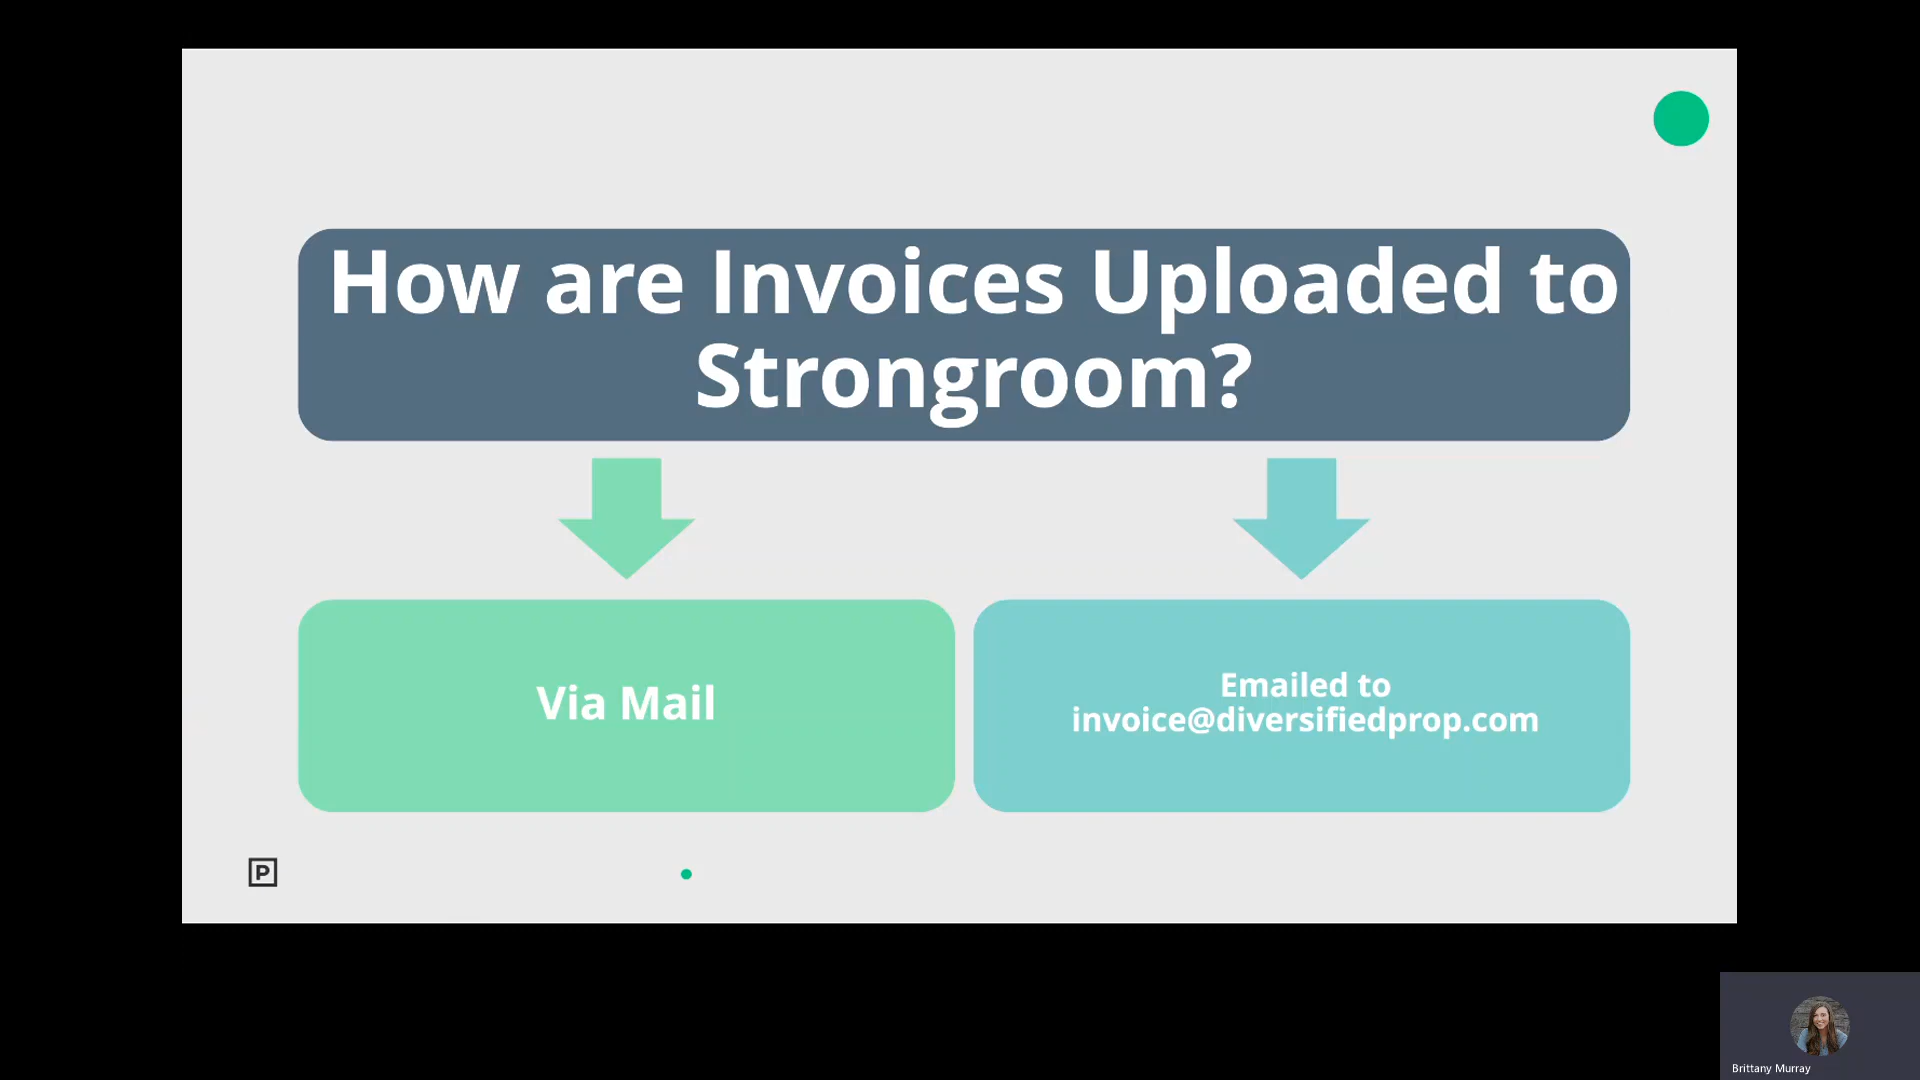 How are Invoices Uploaded to
Strongroom?
Via Mail
Emailed to
invoice@diversifiedprop.com
P
Brittany Murray